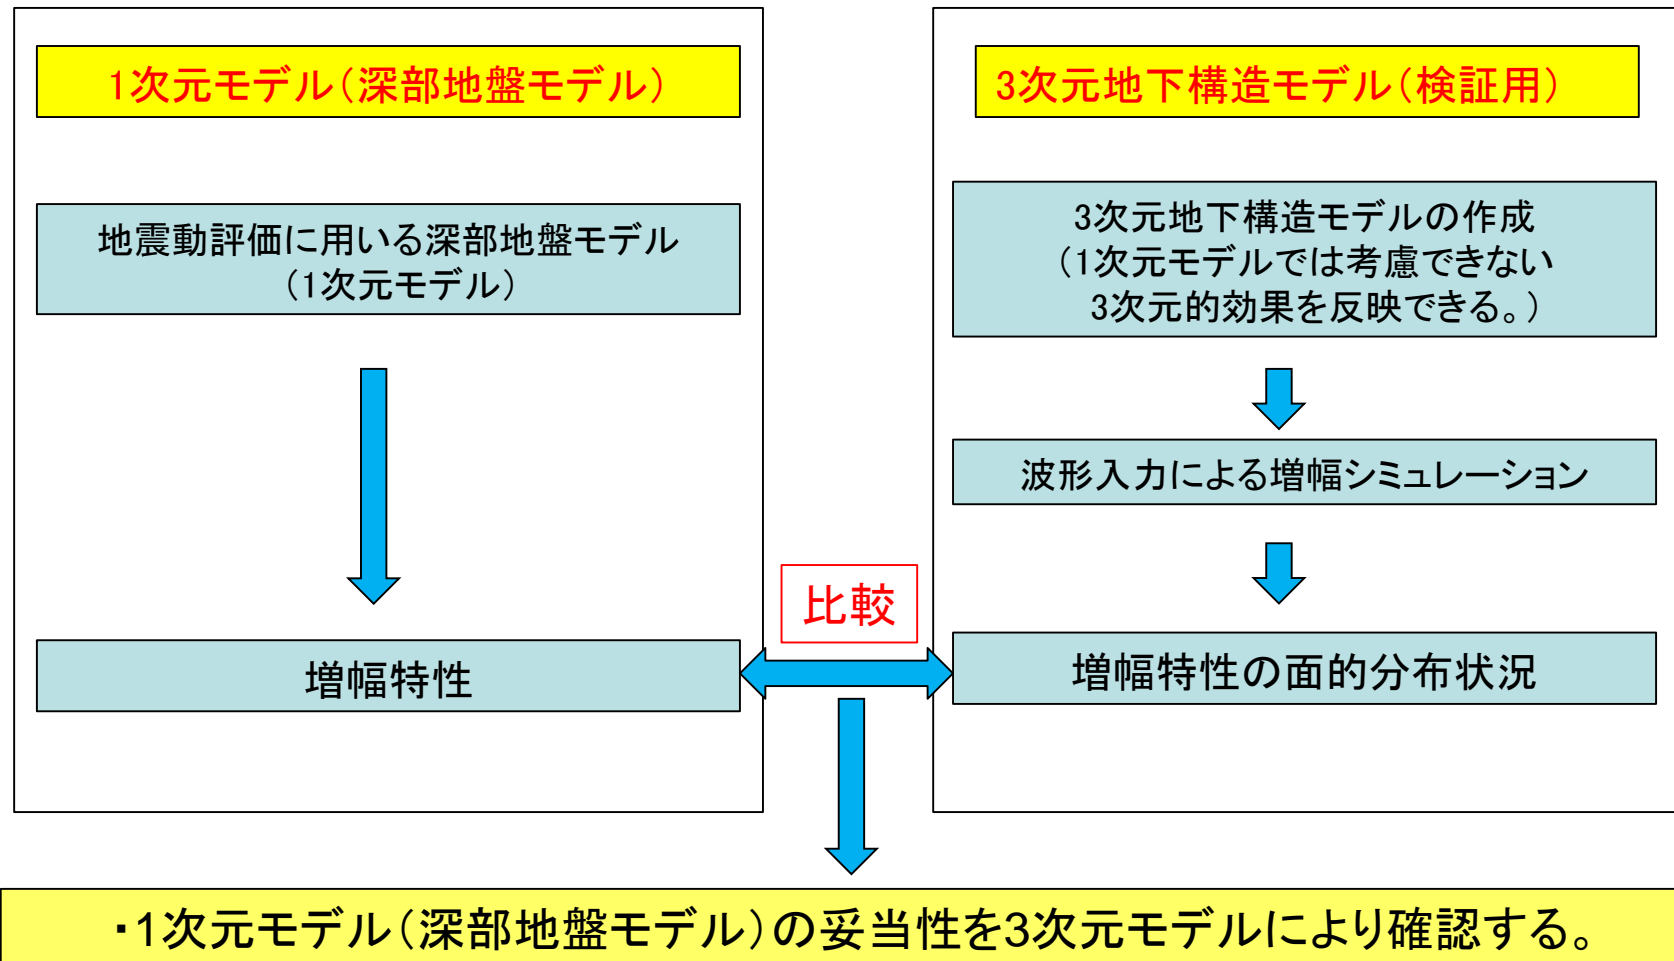 1次元モデル(深部地盤モデル)
地震動評価に用いる深部地盤モデル
(1次元モデル)
増幅特性
3次元地下構造モデル(検証用)
3次元地下構造モデルの作成
(1次元モデルでは考慮できない
3次元的効果を反映できる。)
波形入力による増幅シミュレーション
増幅特性の面的分布状況
比較
・1次元モデル(深部地盤モデル)の妥当性を3次元モデルにより確認する。